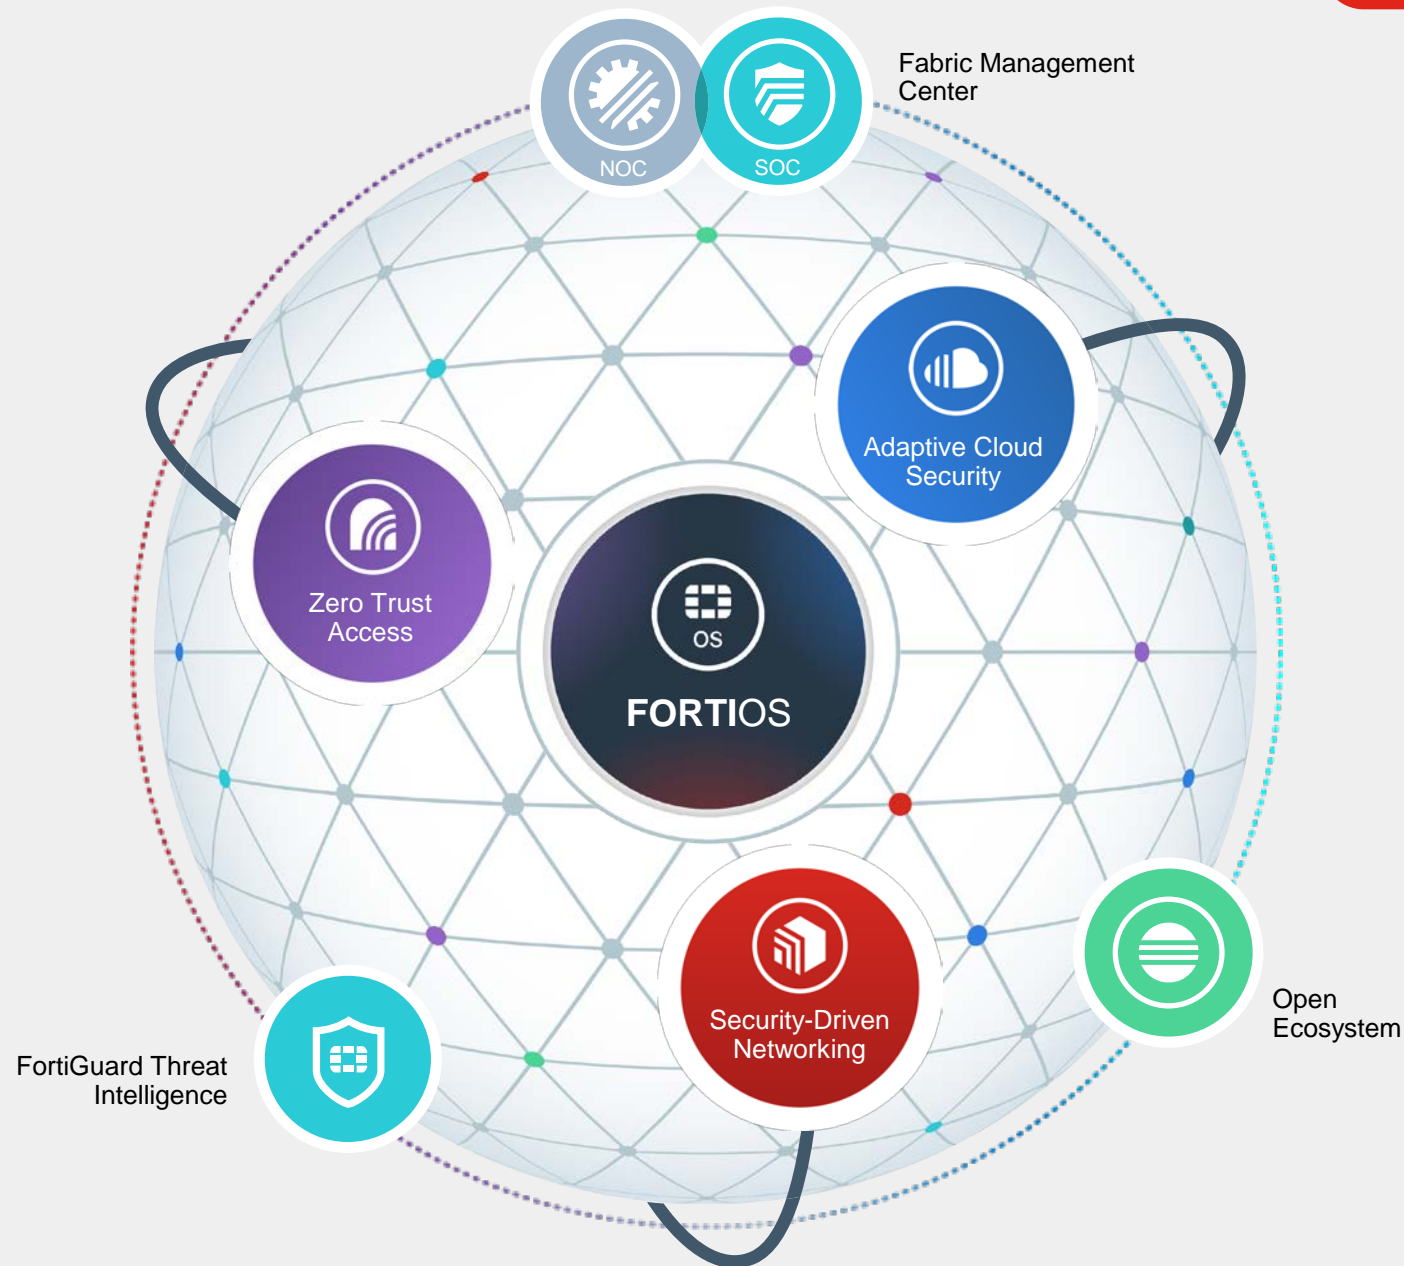 Fabric Management
Center
NOC
SOC
Adaptive Cloud
Security
Zero Trust
Access
OS
FORTIOS
Security-Driven
Networking
Open
Ecosystem
FortiGuard Threat
Intelligence